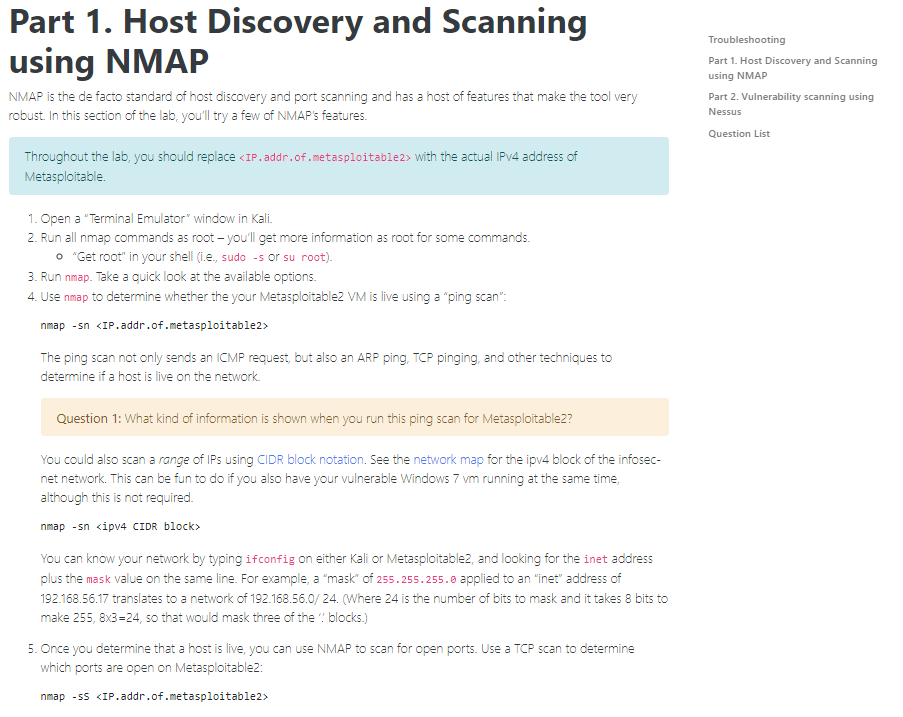 Part 1. Host Discovery and Scanning
using NMAP
NMAP is the de facto standard of host discovery and port scanning and has a host of features that make the tool very
robust. In this section of the lab, you'll try a few of NMAP's features.
Throughout the lab, you should replace <IP.addr.of.metasploitable2> with the actual IPv4 address of
Metasploitable.
1. Open a "Terminal Emulator" window in Kali.
2. Run all nmap commands as root – you'll get more information as root for some commands.
"Get root" in your shell (i.e., sudo -s or su root).
3. Run nmap. Take a quick look at the available options.
4. Use nmap to determine whether the your Metasploitable2 VM is live using a "ping scan":
nmap -sn <IP.addr.of.metasploitable2>
The ping scan not only sends an ICMP request, but also an ARP ping, TCP pinging, and other techniques to
determine if a host is live on the network.
Question 1: What kind of information is shown when you run this ping scan for Metasploitable2?
You could also scan a range of IPs using CIDR block notation. See the network map for the ipv4 block of the infosec-
net network. This can be fun to do if you also have your vulnerable Windows 7 vm running at the same time,
although this is not required.
nmap -sn <ipv4 CIDR block>
You can know your network by typing ifconfig on either Kali or Metasploitable2, and looking for the inet address
plus the mask value on the same line. For example, a "mask" of 255.255.255.0 applied to an "inet" address of
192.168.56.17 translates to a network of 192.168.56.0/ 24. (Where 24 is the number of bits to mask and it takes 8 bits to
make 255, 8x3=24, so that would mask three of the '.' blocks.)
5. Once you determine that a host is live, you can use NMAP to scan for open ports. Use a TCP scan to determine
which ports are open on Metasploitable2:
nmap -sS <IP.addr.of.metasploitable2>
Troubleshooting
Part 1. Host Discovery and Scanning
using NMAP
Part 2. Vulnerability scanning using
Nessus
Question List